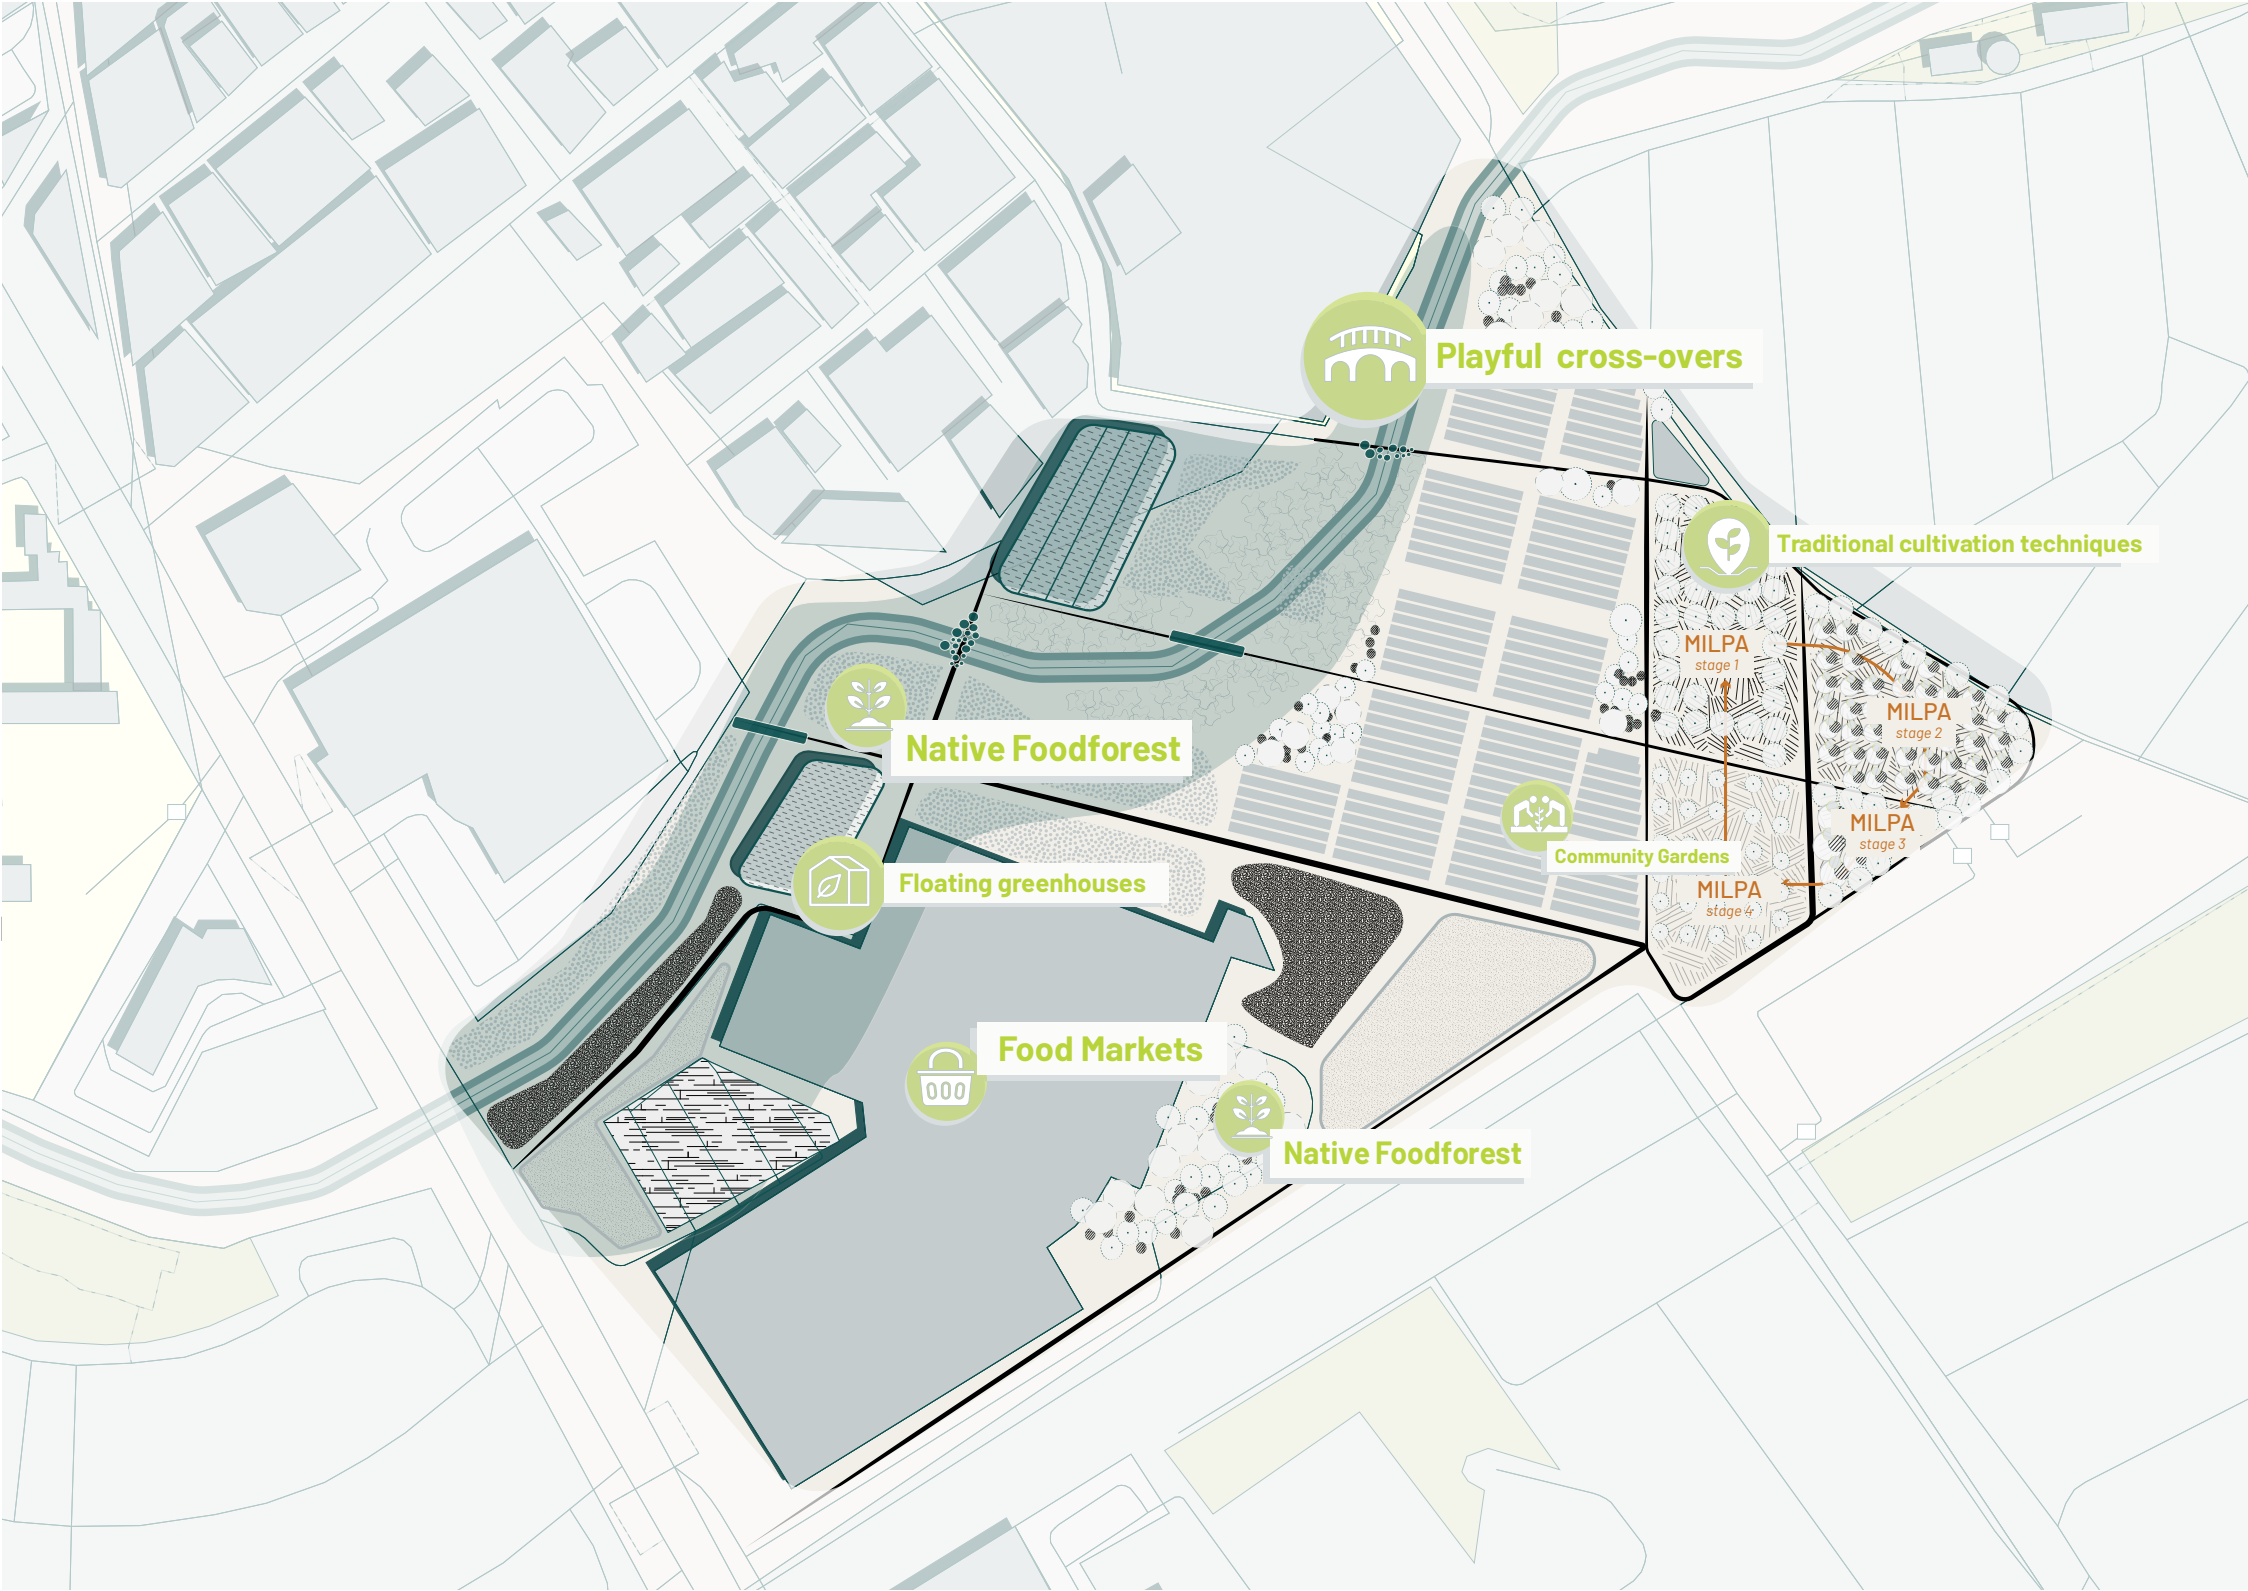 Playful cross-overs
Traditional cultivation techniques
MILPA
stage 1
MILPA
stage 2
Native Foodforest
MILPA
stage 3
Community Gardens
Floating greenhouses
MILPA
stage 4
Food Markets
Native Foodforest